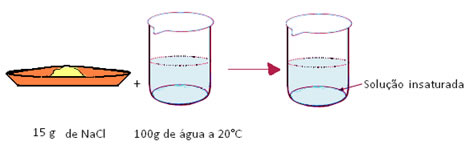 +
Solução insaturada
15 g de NaCl
100g de água a 20°C